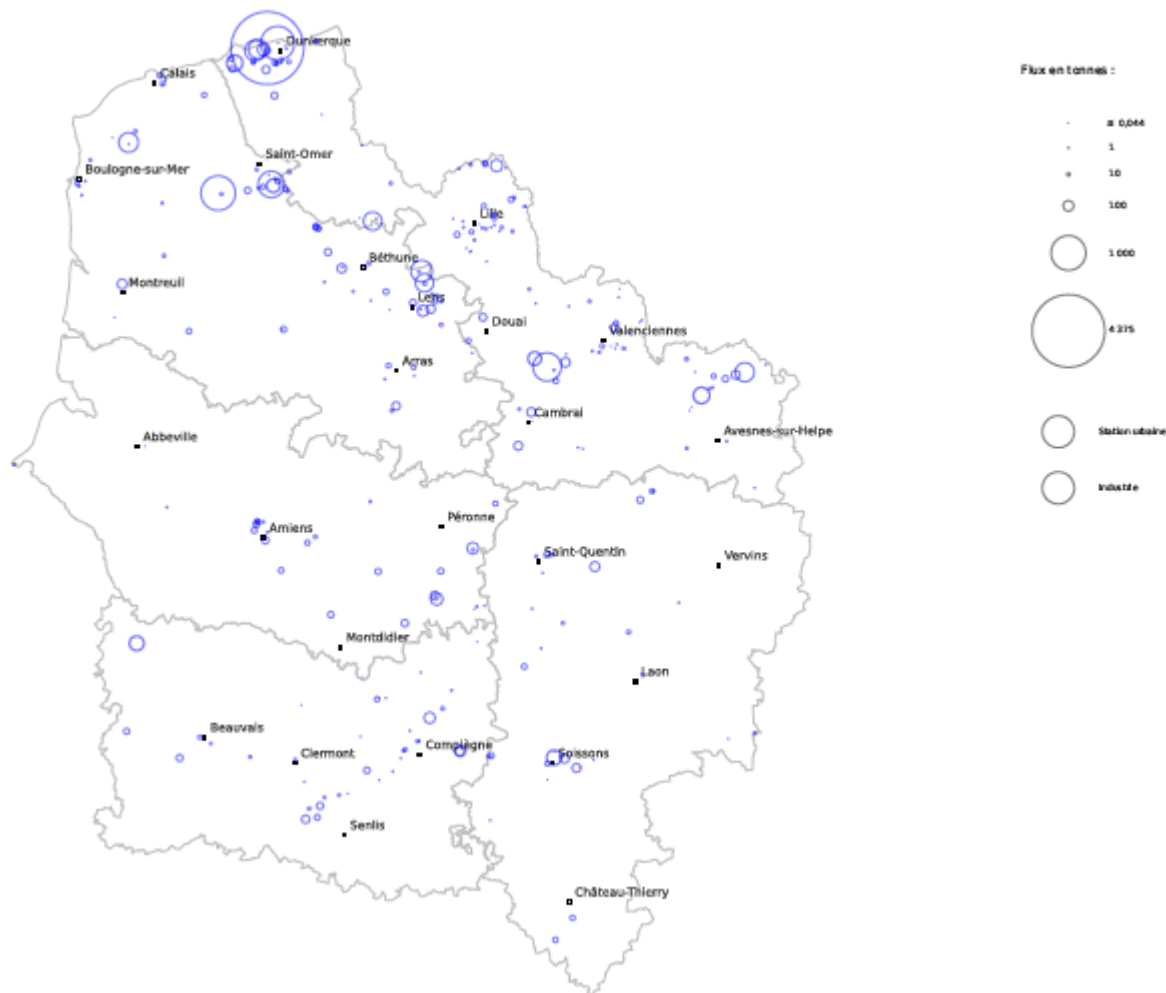 Dunkerque
Calais
Saint-Omer
Boulogne-sur-Mer
Lille
Béthune
Montreuil
Lens
Douai
Valenciennes
Arras
Cambrai
Avesnes-sur-Helpe
Abbeville
Péronne
Amiens
Saint-Quentin
Vervins
Montdidier
Laon
Beauvais
Clermont
Compiègne
Soissons
Senlis
Château-Thierry
Flux en tonnes :
0,044
1
10
100
1 000
4 375
Station urbaine
Industrie